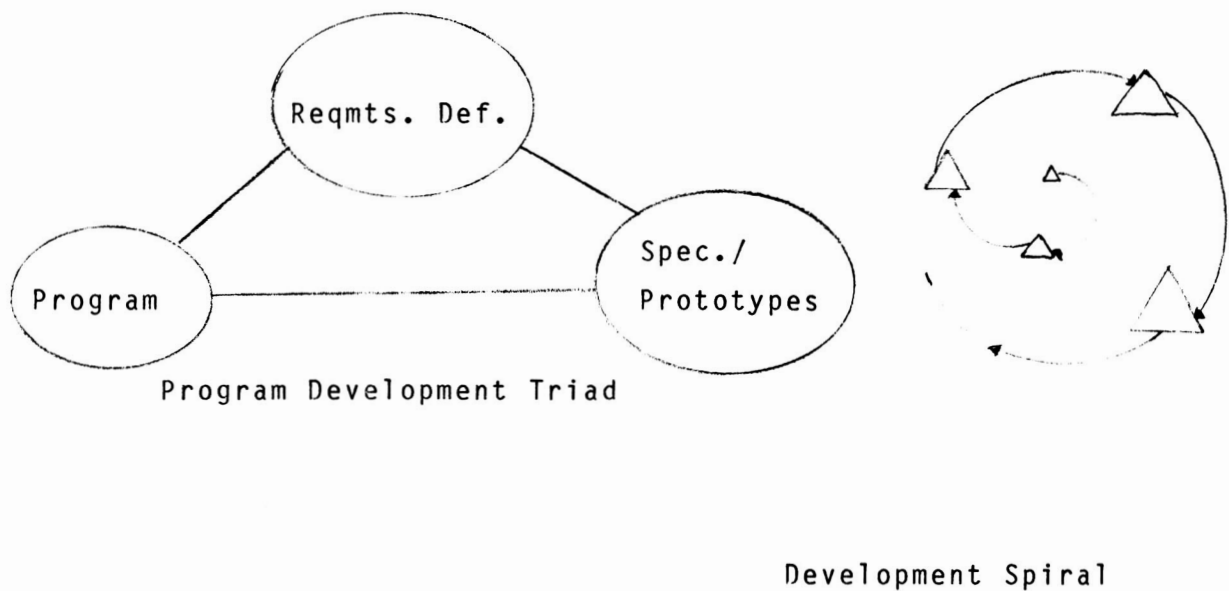 Reqmts. Def.
Program
Spec./
Prototypes
Program Development Triad
Development Spiral